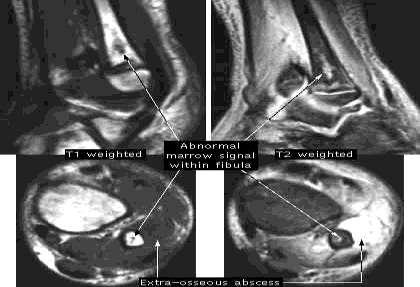 Abnormal
marrow signal
within fibula
T1 weighted
T2 weighted
Extra-osseous abscess